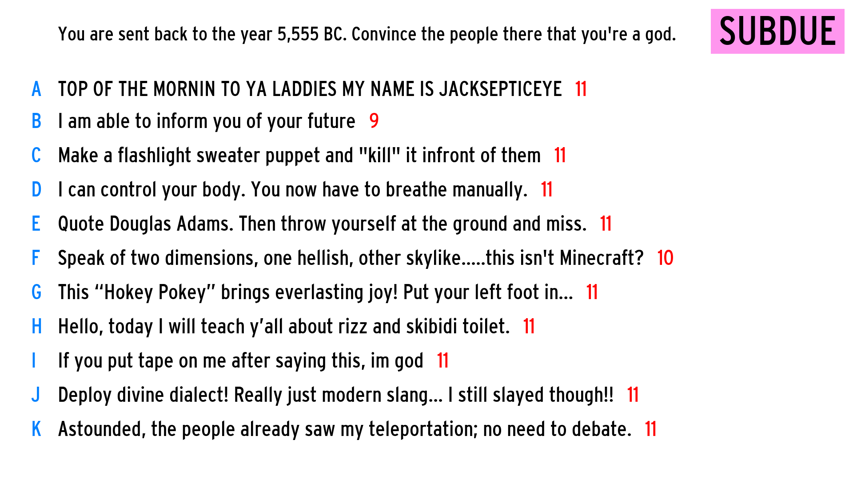 You are sent back to the year 5,555 BC. Convince the people there that you're a god.
SUBDUE
A TOP OF THE MORNIN TO YA LADDIES MY NAME IS JACKSEPTICEYE 11
B I am able to inform you of your future 9
C Make a flashlight sweater puppet and "kill" it infront of them 11
D I can control your body. You now have to breathe manually. 11
E Quote Douglas Adams. Then throw yourself at the ground and miss. 11
F Speak of two dimensions, one hellish, other skylike.....this isn't Minecraft? 10
G This “Hokey Pokey” brings everlasting joy! Put your left foot in... 11
H Hello, today I will teach y’all about rizz and skibidi toilet. 11
I If you put tape on me after saying this, im god 11
J Deploy divine dialect! Really just modern slang... I still slayed though!! 11
K Astounded, the people already saw my teleportation; no need to debate. 11